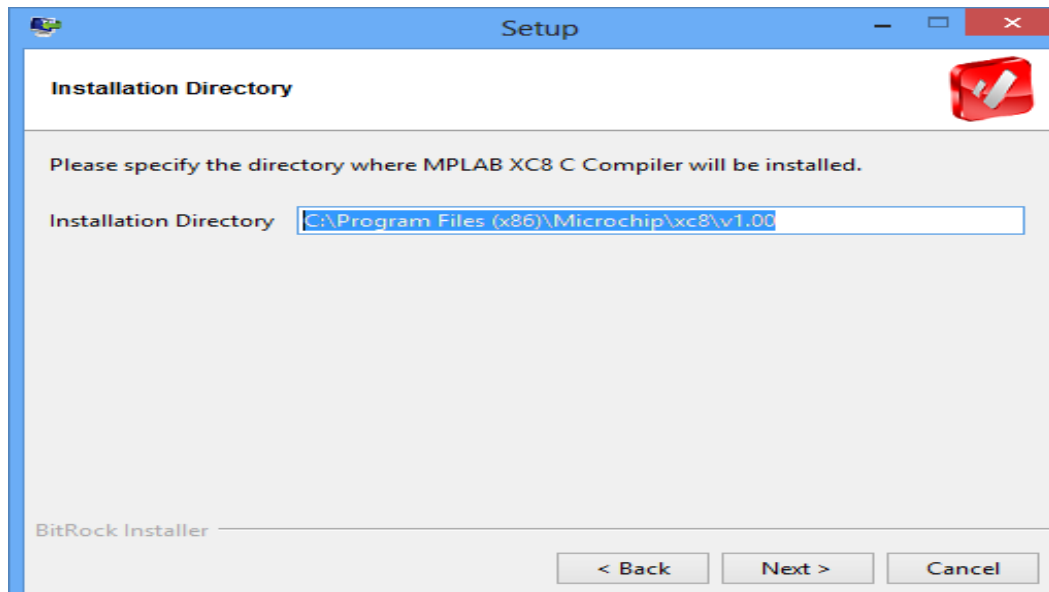 Setup
Installation Directory
Please specify the directory where MPLAB XC8 C Compiler will be installed.
Installation Directory C:\Program Files (x86)\Microchip\xc8\v1.00
BitRock Installer
< Back Next > Cancel